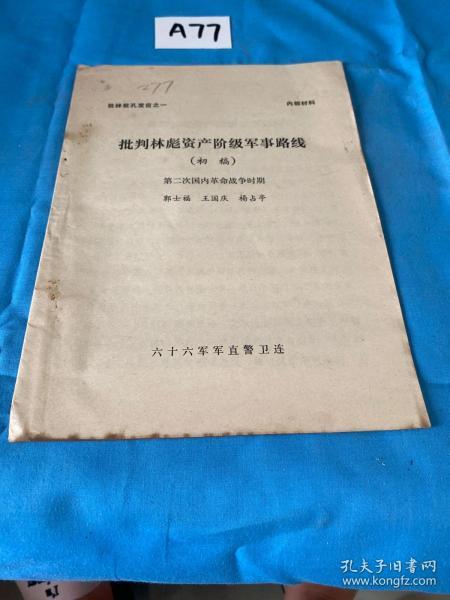 A77
277
批林批孔发言之一
内部材料
批判林彪资产阶级军事路线
(初稿)
第二次国内革命战争时期
郭士福 王国庆 杨占平
六十六军军直警卫连
孔夫子旧书网
www.kongfz.com